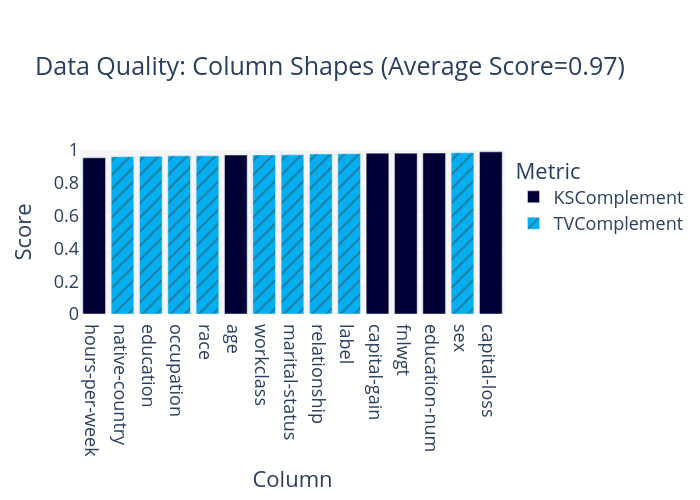 Data Quality: Column Shapes (Average Score=0.97)
Score
1
0.8
0.6
0.4
0.2
0
hours-per-week
native-country
education
occupation
race
age
workclass
marital-status
relationship
label
capital-gain
fnlwgt
education-num
sex
capital-loss
Column
Metric
KSComplement
TVComplement